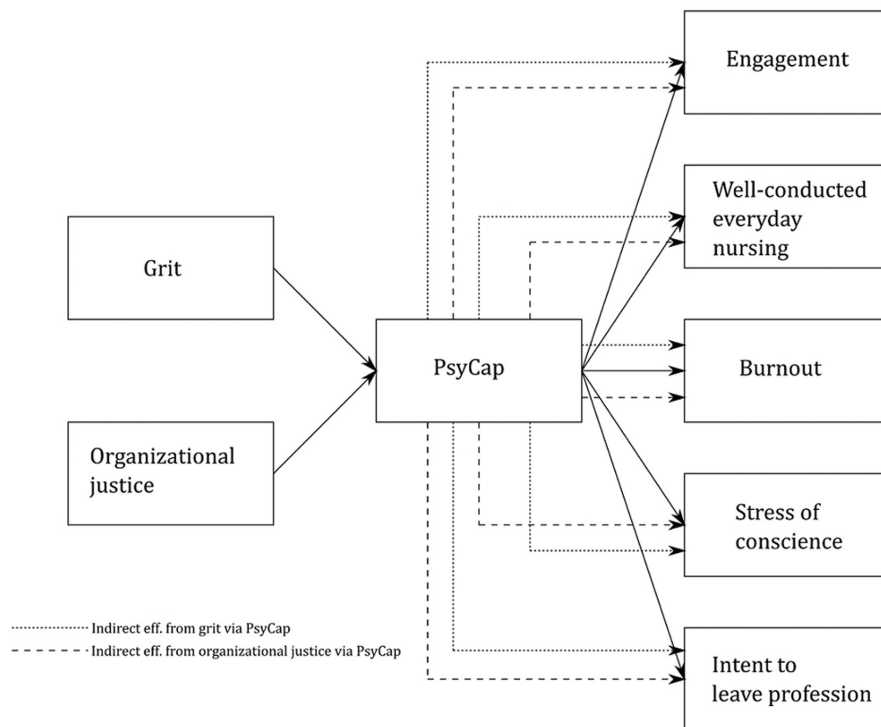 Engagement
Well-conducted
everyday
nursing
Grit
PsyCap
Burnout
Organizational
justice
Stress of
conscience
Indirect eff. from grit via PsyCap
Indirect eff. from organizational justice via PsyCap
Intent to
leave profession